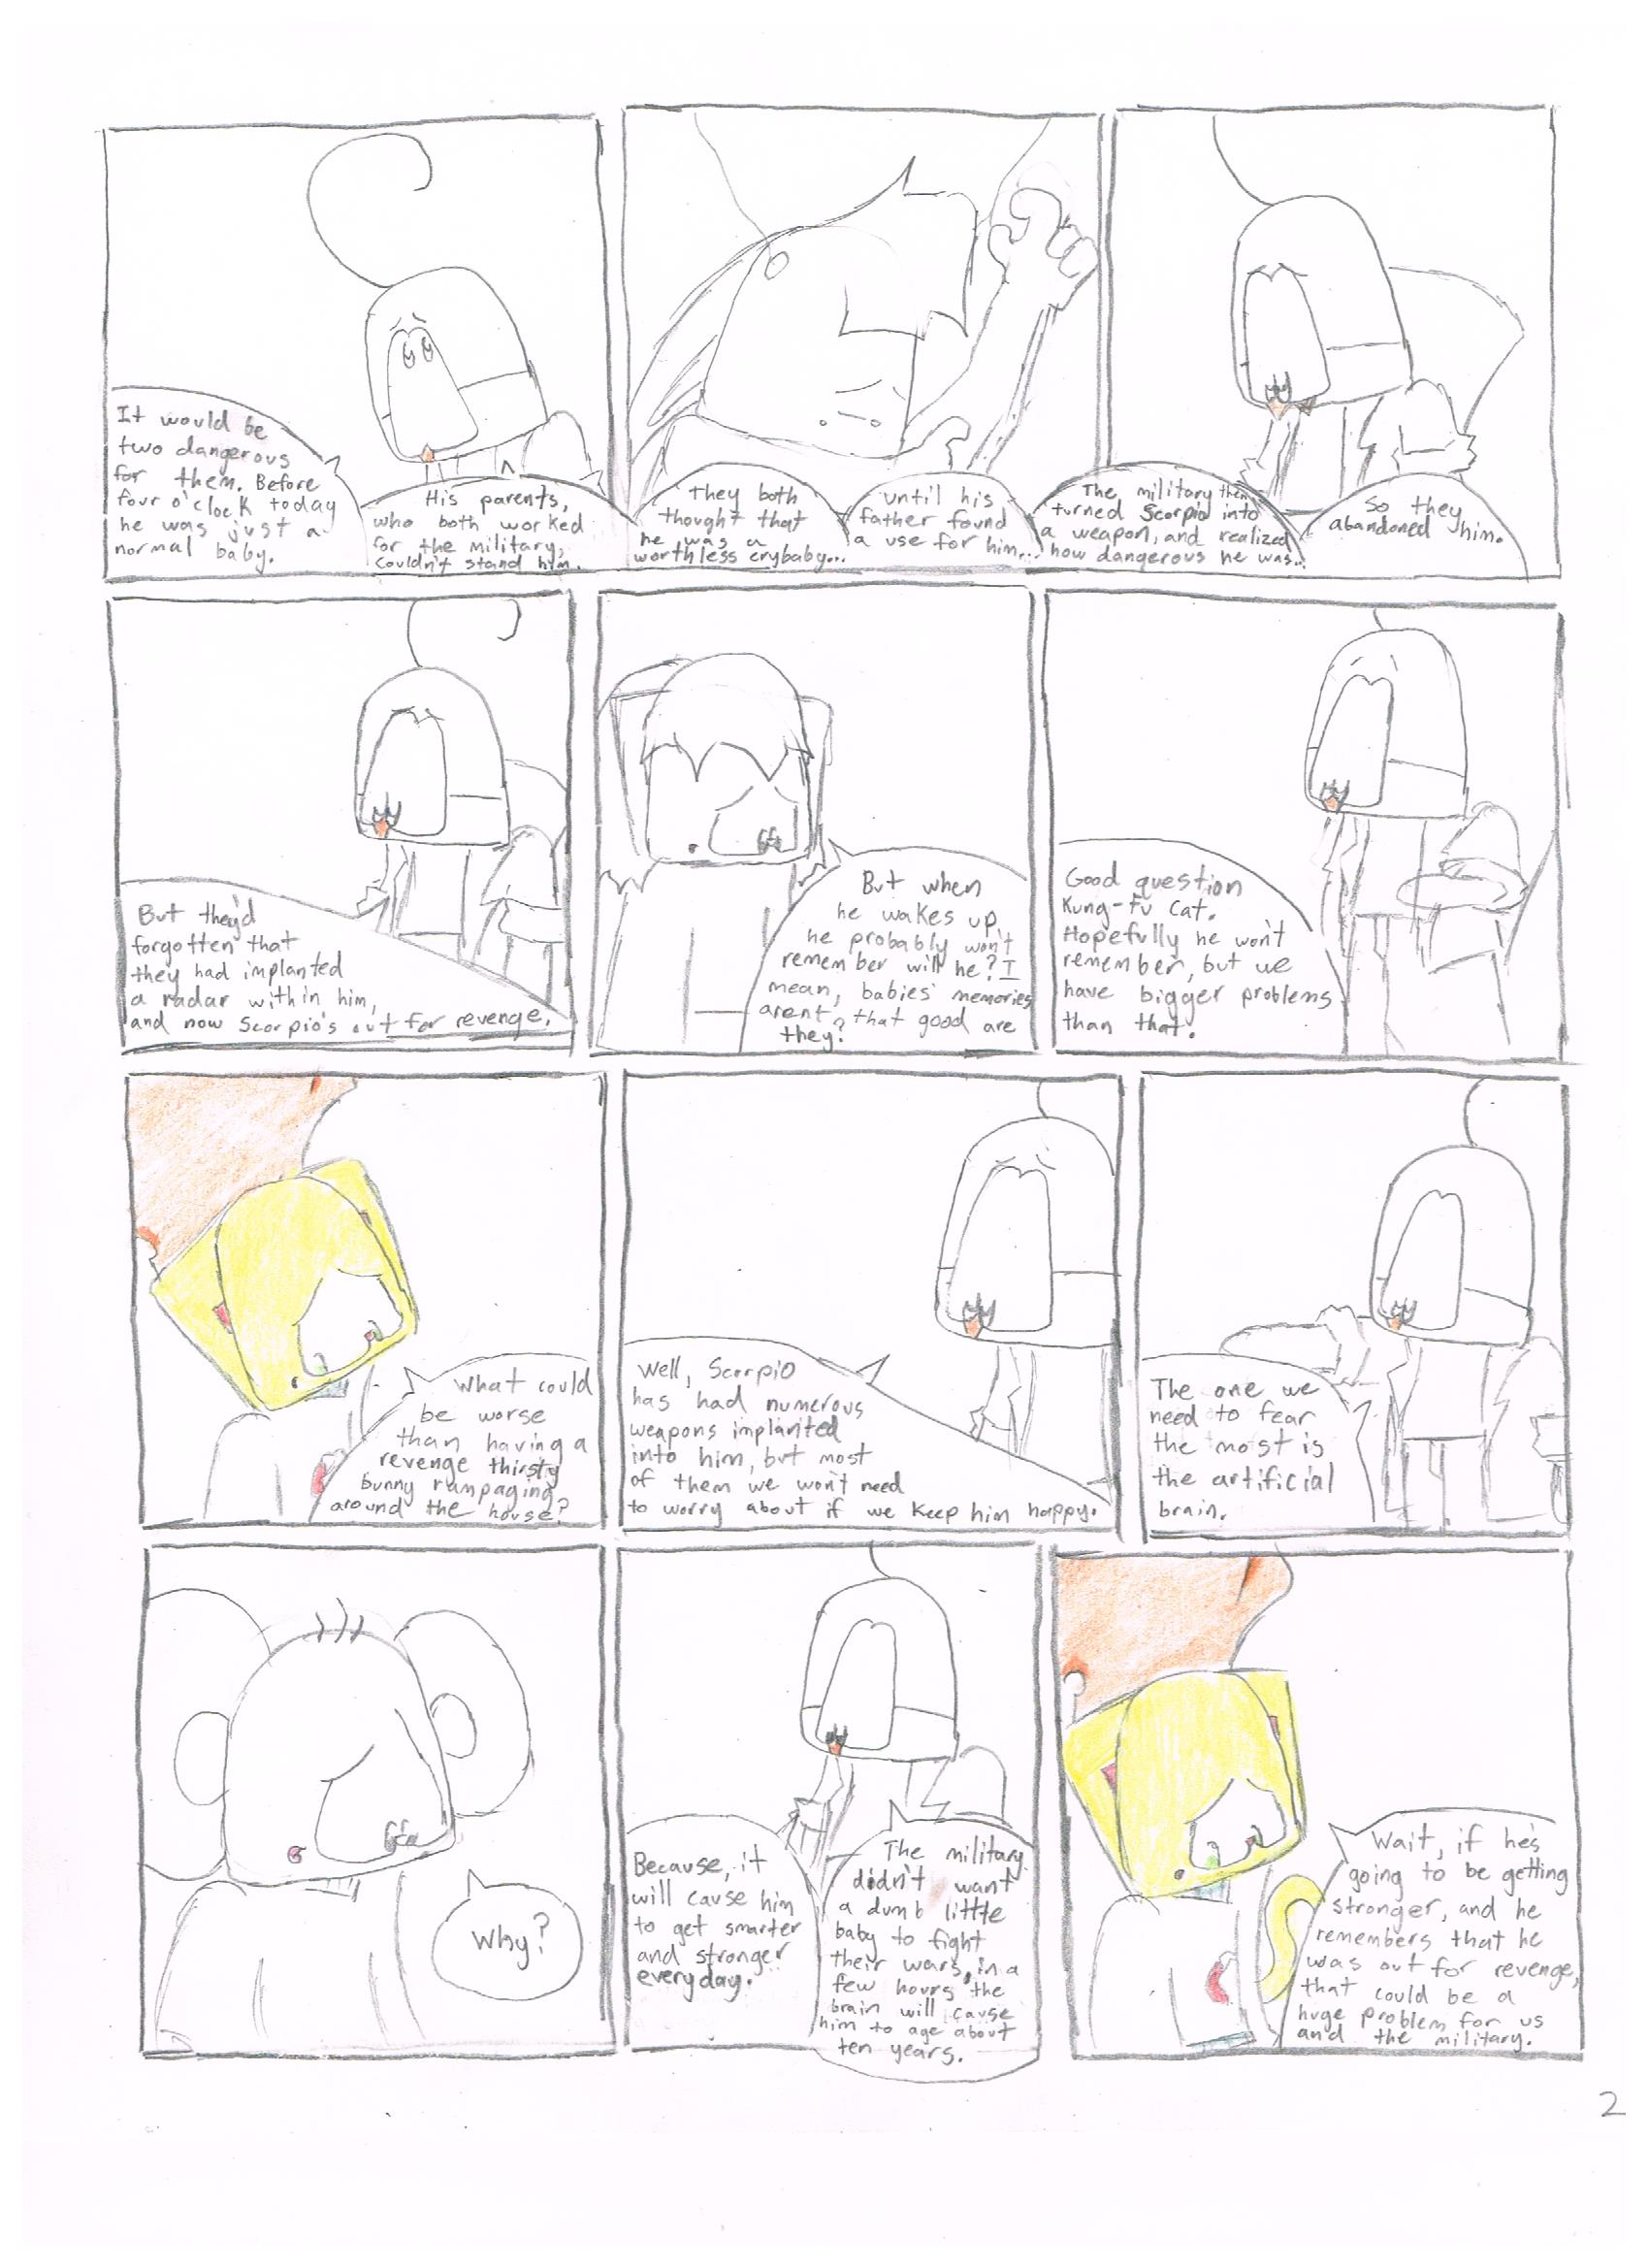 It would be
two dangerous
for them. Before
four o'clock today
he was just a
normal baby.
His parents,
who both worked
for the military,
couldn't stand him.
They both
thought that
he was a
worthless crybaby...
until his
father found
a use for him...
The military then
turned Scorpio into
a weapon, and realized
how dangerous he was...
So they
abandoned him.
But they'd
forgotten that
they had implanted
a radar within him,
and now Scorpio's out for revenge.
But when
he wakes up,
he probably won't
remember will he? I
mean, babies' memories
aren't that good are
they?
Good question
Kung-Fu Cat.
Hopefully he won't
remember, but we
have bigger problems
than that.
What could
be worse
than having a
revenge thirsty
bunny rampaging
around the house?
Well, Scorpio
has had numerous
weapons implanted
into him, but most
of them we won't need
to worry about if we keep him happy.
The one we
need to fear
the most is
the artificial
brain.
Why?
Because, it
will cause him
to get smarter
and stronger
everyday.
The military
didn't want
a dumb little
baby to fight
their wars, in a
few hours the
brain will cause
him to age about
ten years.
Wait, if he's
going to be getting
stronger, and he
remembers that he
was out for revenge,
that could be a
huge problem for us
and the military.
2